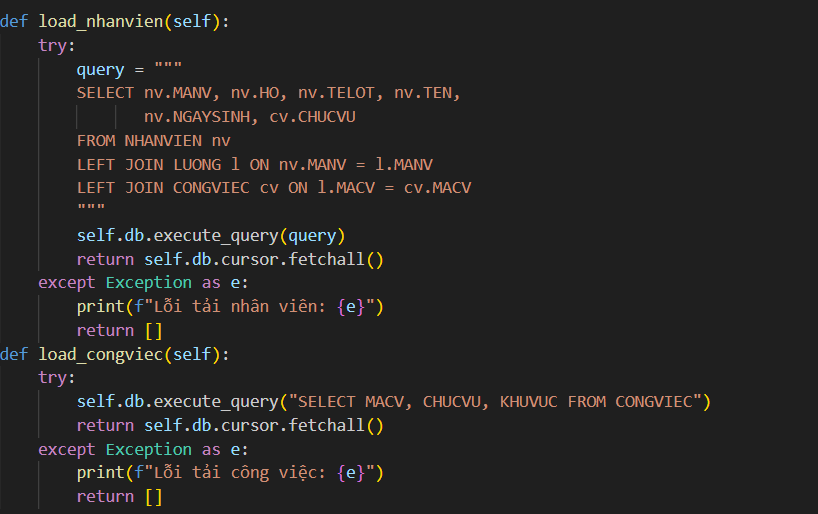 def load_nhanvien(self):
    try:
        query = """
        SELECT nv.MANV, nv.HO, nv.TELOT, nv.TEN,
               nv.NGAYSINH, cv.CHUCVU
        FROM NHANVIEN nv
        LEFT JOIN LUONG l ON nv.MANV = l.MANV
        LEFT JOIN CONGVIEC cv ON l.MACV = cv.MACV
        """
        self.db.execute_query(query)
        return self.db.cursor.fetchall()
    except Exception as e:
        print(f"Lỗi tải nhân viên: {e}")
        return []
def load_congviec(self):
    try:
        self.db.execute_query("SELECT MACV, CHUCVU, KHUVUC FROM CONGVIEC")
        return self.db.cursor.fetchall()
    except Exception as e:
        print(f"Lỗi tải công việc: {e}")
        return []